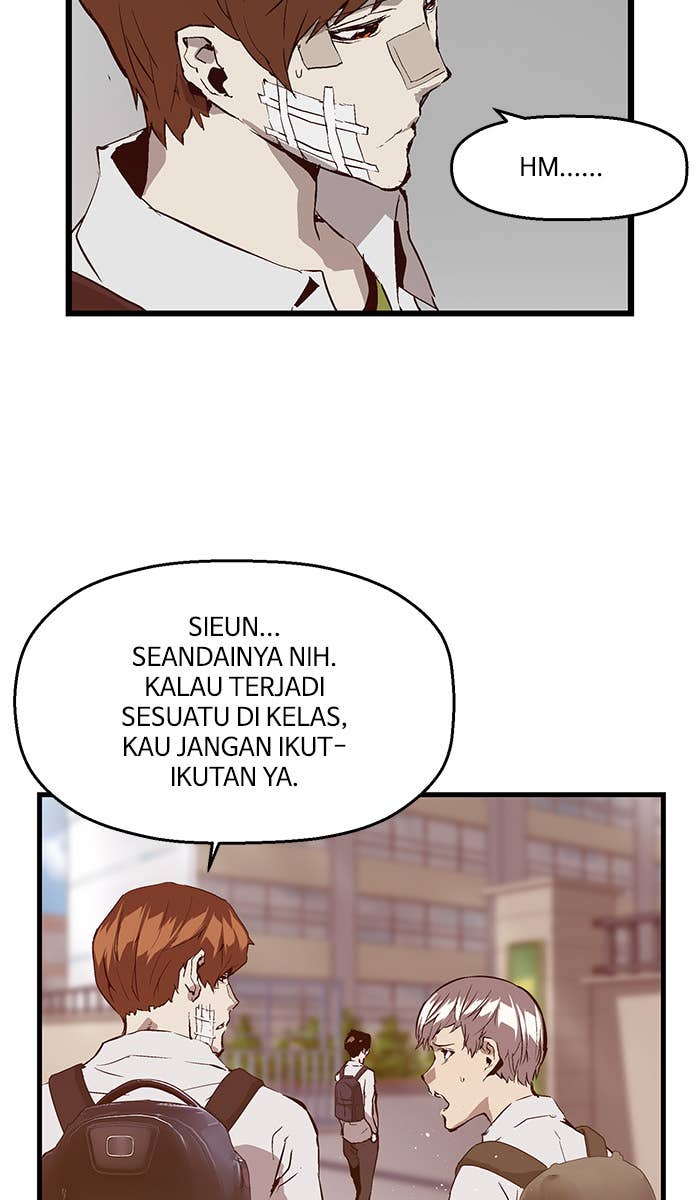 HM......
SIEUN...
SEANDAINYA NIH.
KALAU TERJADI
SESUATU DI KELAS,
KAU JANGAN IKUT-
IKUTAN YA.